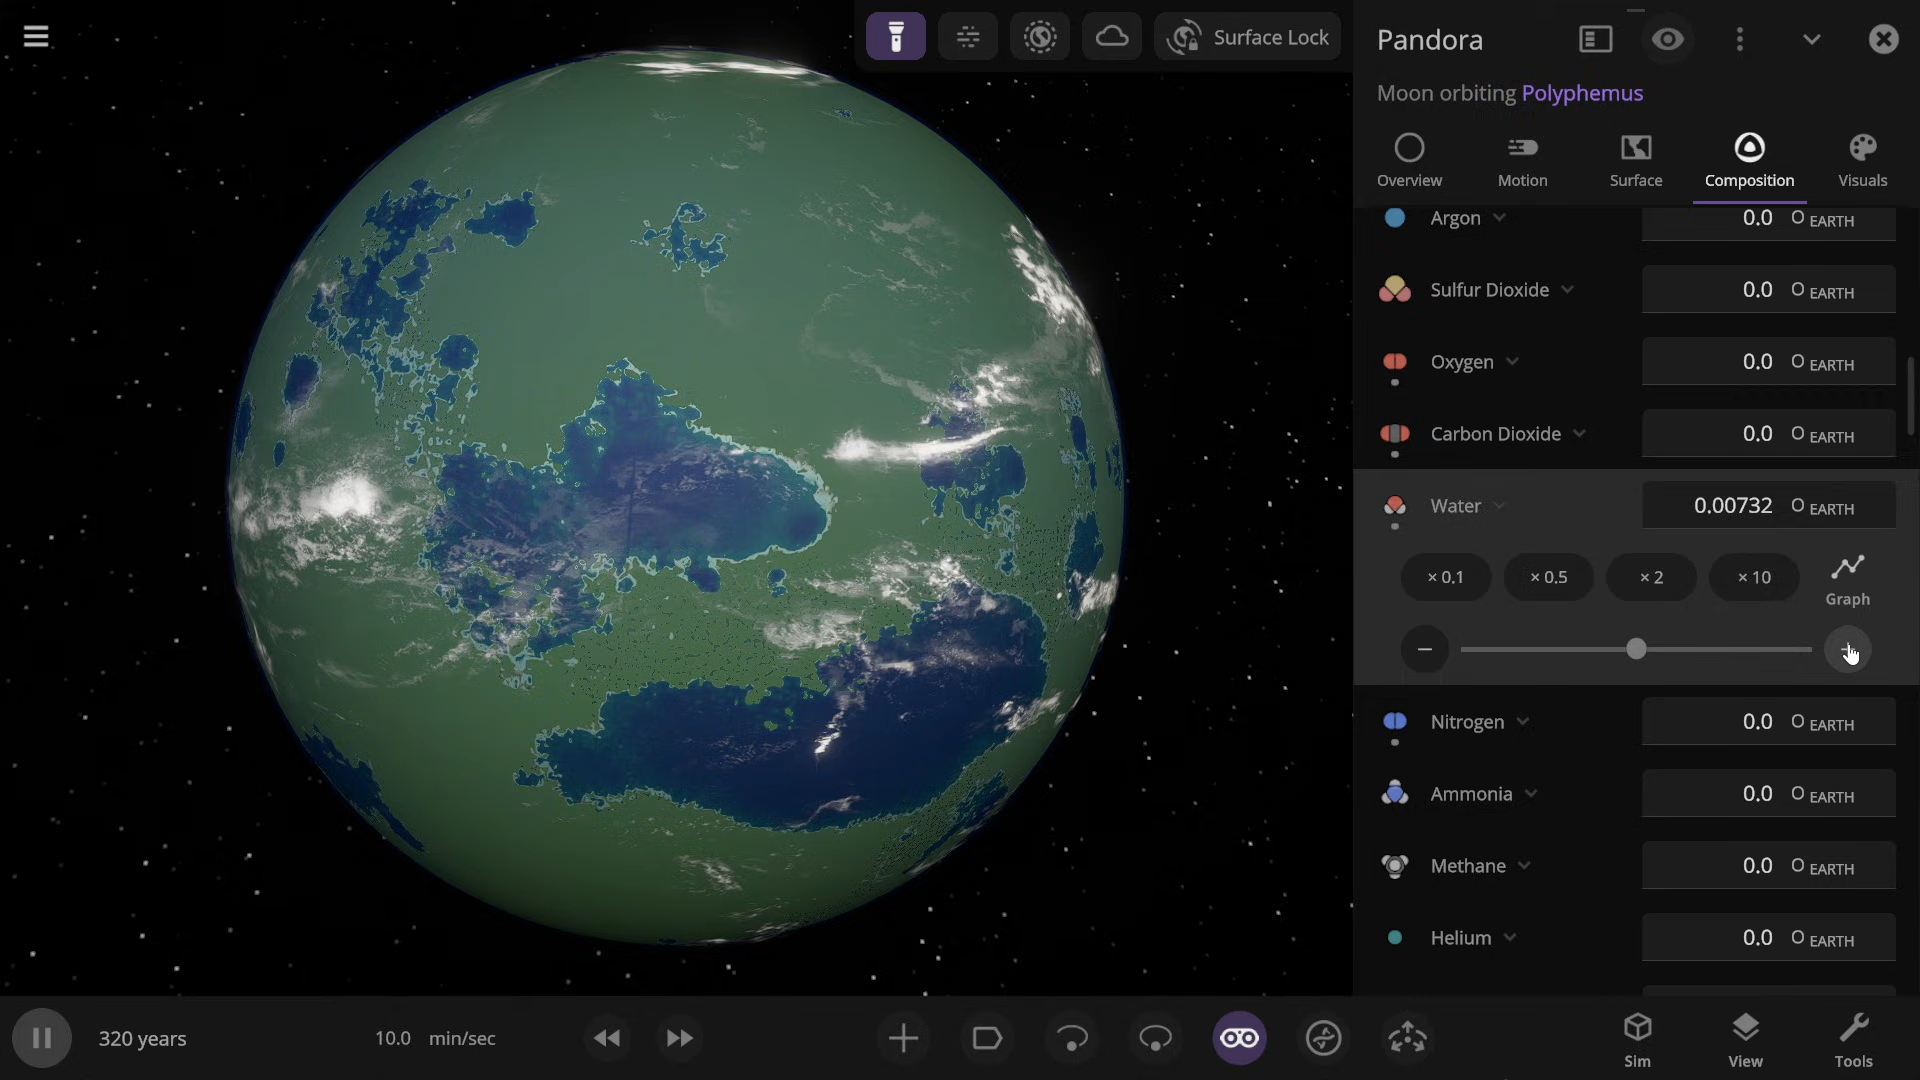 Surface Lock
Pandora
Moon orbiting Polyphemus
Overview
Motion
Surface
Composition
Visuals
Argon 0.0 EARTH
Sulfur Dioxide 0.0 EARTH
Oxygen 0.0 EARTH
Carbon Dioxide 0.0 EARTH
Water 0.00732 EARTH
× 0.1 × 0.5 × 2 × 10
Graph
Nitrogen 0.0 EARTH
Ammonia 0.0 EARTH
Methane 0.0 EARTH
Helium 0.0 EARTH
320 years 10.0 min/sec
Sim View Tools